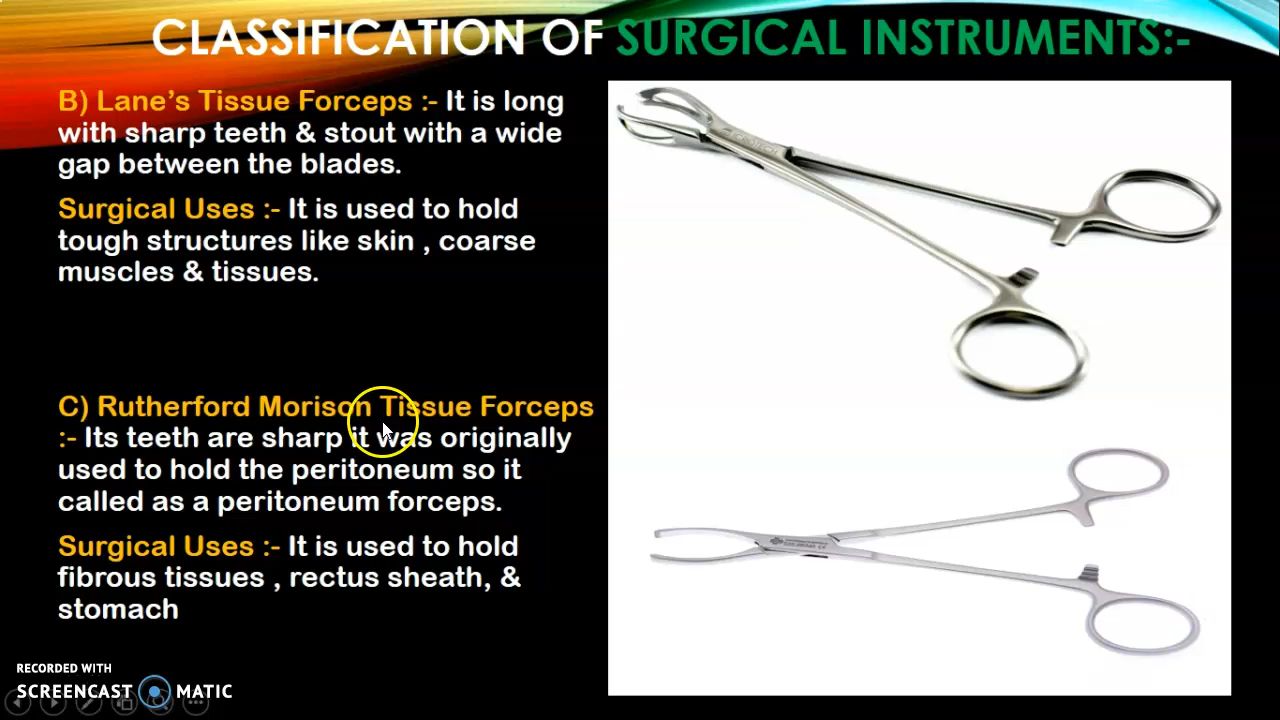 CLASSIFICATION OF SURGICAL INSTRUMENTS:-
B) Lane’s Tissue Forceps :- It is long
with sharp teeth & stout with a wide
gap between the blades.
Surgical Uses :- It is used to hold
tough structures like skin , coarse
muscles & tissues.
C) Rutherford Morison Tissue Forceps
:- Its teeth are sharp it was originally
used to hold the peritoneum so it
called as a peritoneum forceps.
Surgical Uses :- It is used to hold
fibrous tissues , rectus sheath, &
stomach
RECORDED WITH
SCREENCAST MATIC